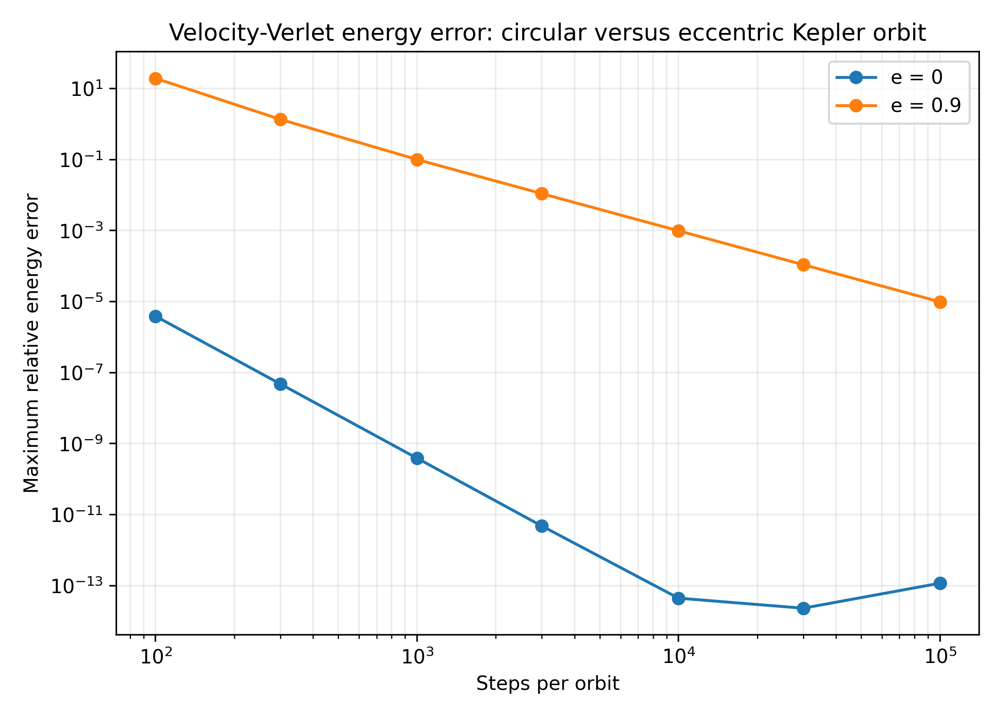 Velocity-Verlet energy error: circular versus eccentric Kepler orbit
e = 0
e = 0.9
Maximum relative energy error
10¹
10⁻¹
10⁻³
10⁻⁵
10⁻⁷
10⁻⁹
10⁻¹¹
10⁻¹³
10² 10³ 10⁴ 10⁵
Steps per orbit